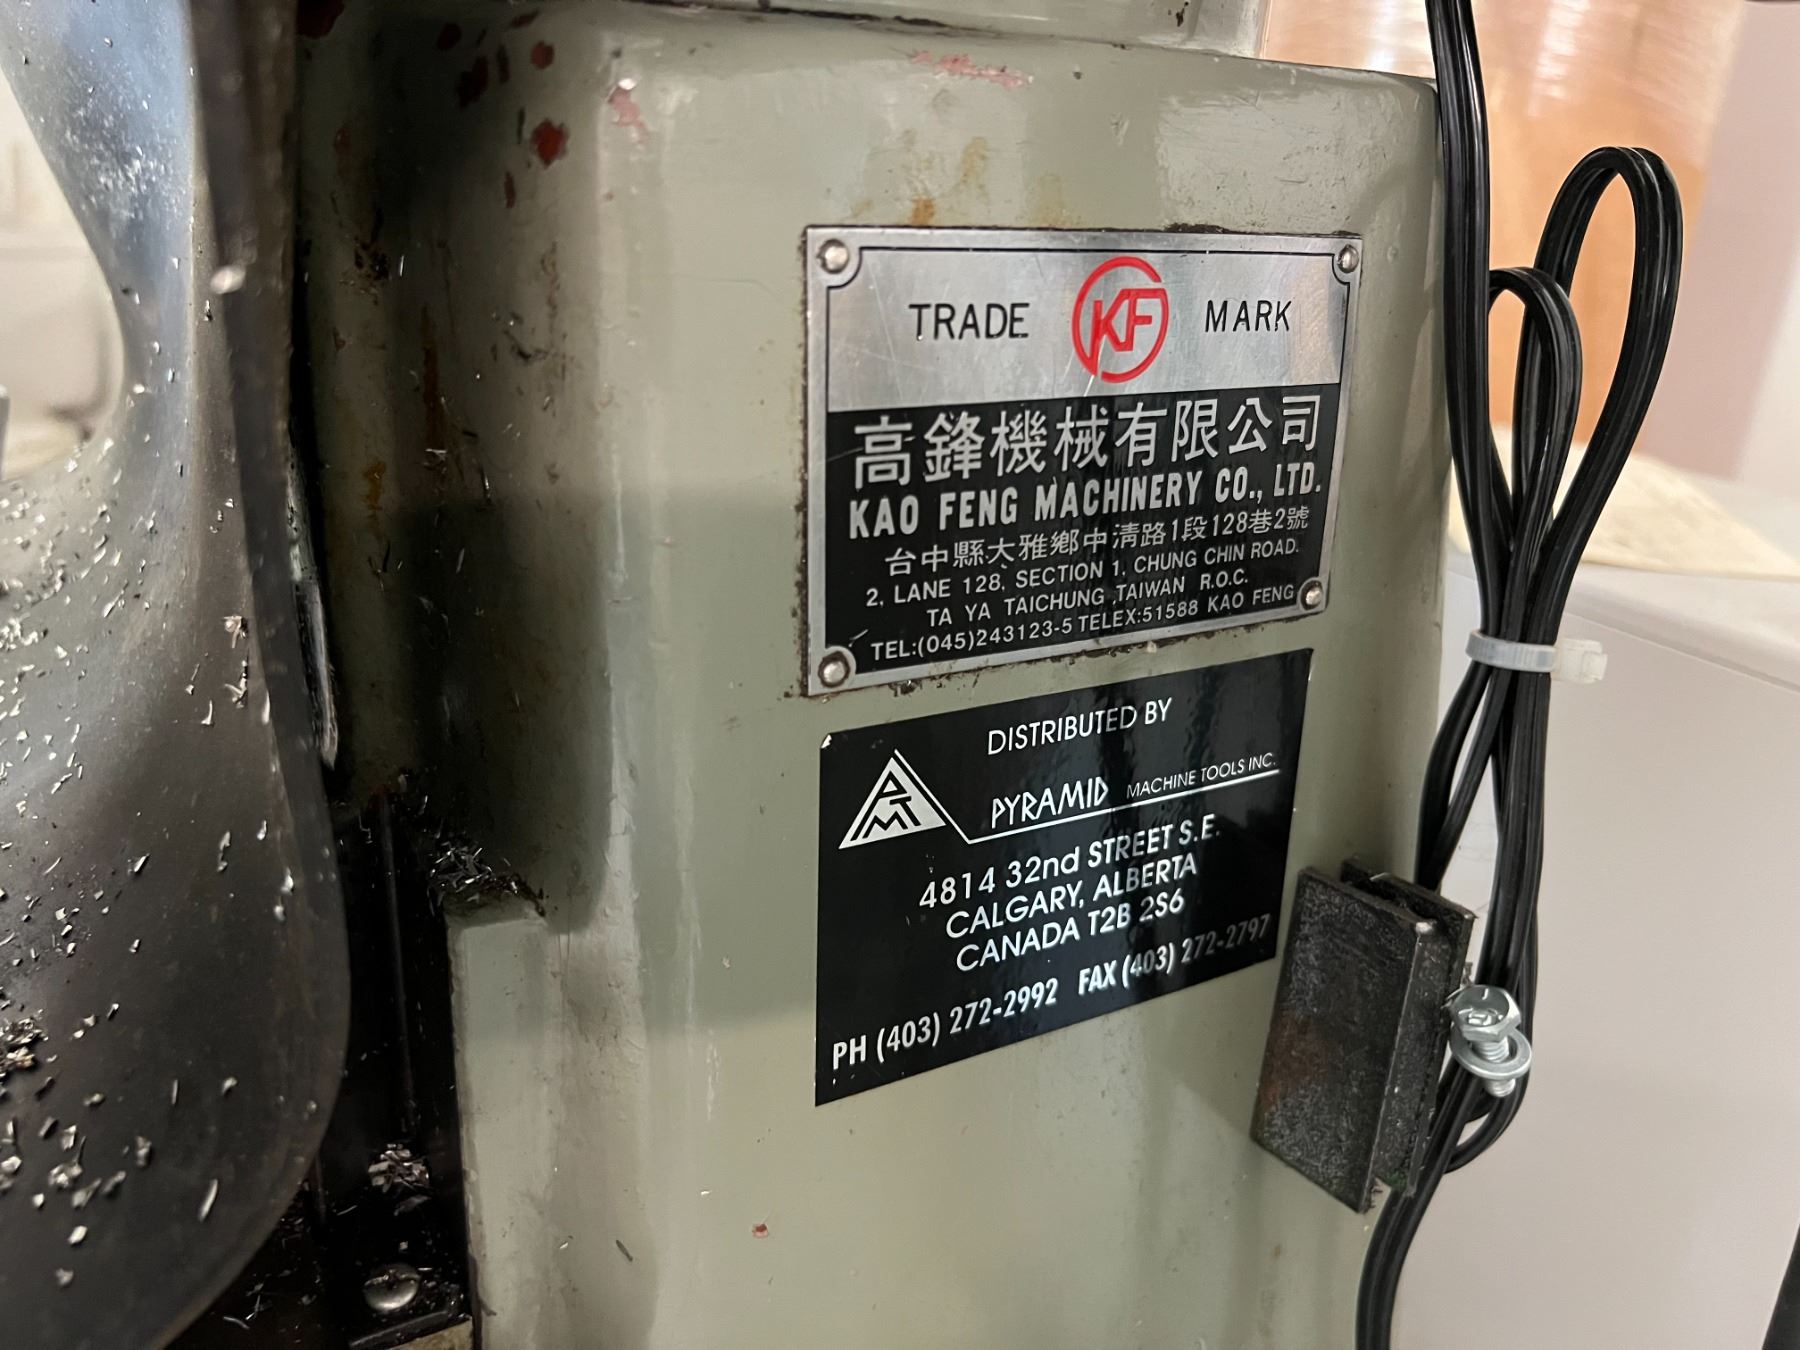 TRADE KF MARK
高鋒機械有限公司
KAO FENG MACHINERY CO., LTD.
台中縣大雅鄉中清路1段128巷2號
2, LANE 128, SECTION 1, CHUNG CHIN ROAD.
TA YA TAICHUNG TAIWAN R.O.C.
TEL:(045)243123-5 TELEX:51588 KAO FENG
DISTRIBUTED BY
PMT
PYRAMID MACHINE TOOLS INC.
4814 32nd STREET S.E.
CALGARY, ALBERTA
CANADA T2B 2S6
PH (403) 272-2992 FAX (403) 272-2797